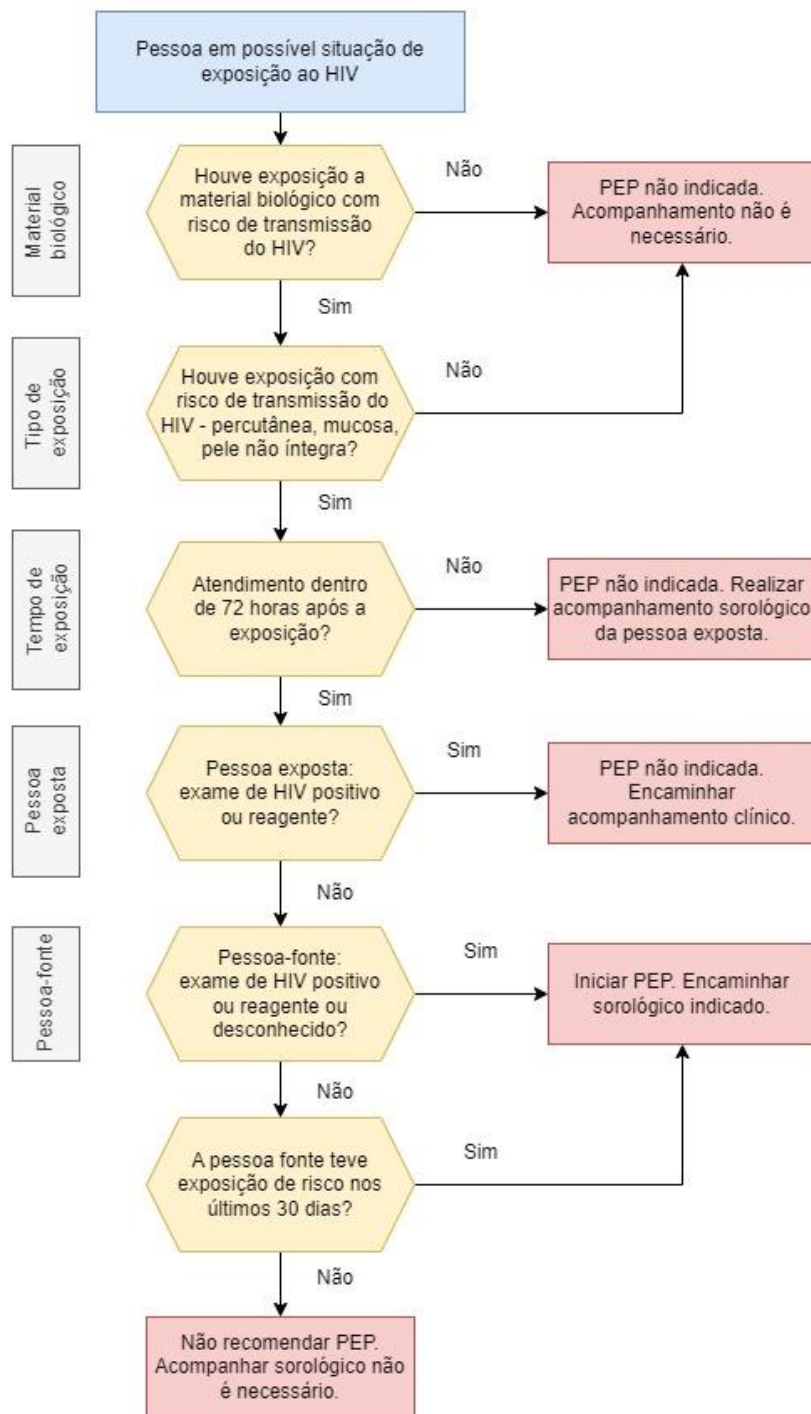 Pessoa em possível situação de
exposição ao HIV
Material
biológico
Houve exposição a
material biológico com
risco de transmissão
do HIV?
Não
PEP não indicada.
Acompanhamento não é
necessário.
Sim
Tipo de
exposição
Houve exposição com
risco de transmissão do
HIV - percutânea, mucosa,
pele não íntegra?
Não
Sim
Tempo de
exposição
Atendimento dentro
de 72 horas após a
exposição?
Não
PEP não indicada. Realizar
acompanhamento sorológico
da pessoa exposta.
Sim
Pessoa
exposta
Pessoa exposta:
exame de HIV positivo
ou reagente?
Sim
PEP não indicada.
Encaminhar
acompanhamento clínico.
Não
Pessoa-fonte
Pessoa-fonte:
exame de HIV positivo
ou reagente ou
desconhecido?
Sim
Iniciar PEP. Encaminhar
sorológico indicado.
Não
A pessoa fonte teve
exposição de risco nos
últimos 30 dias?
Sim
Não
Não recomendar PEP.
Acompanhar sorológico não
é necessário.